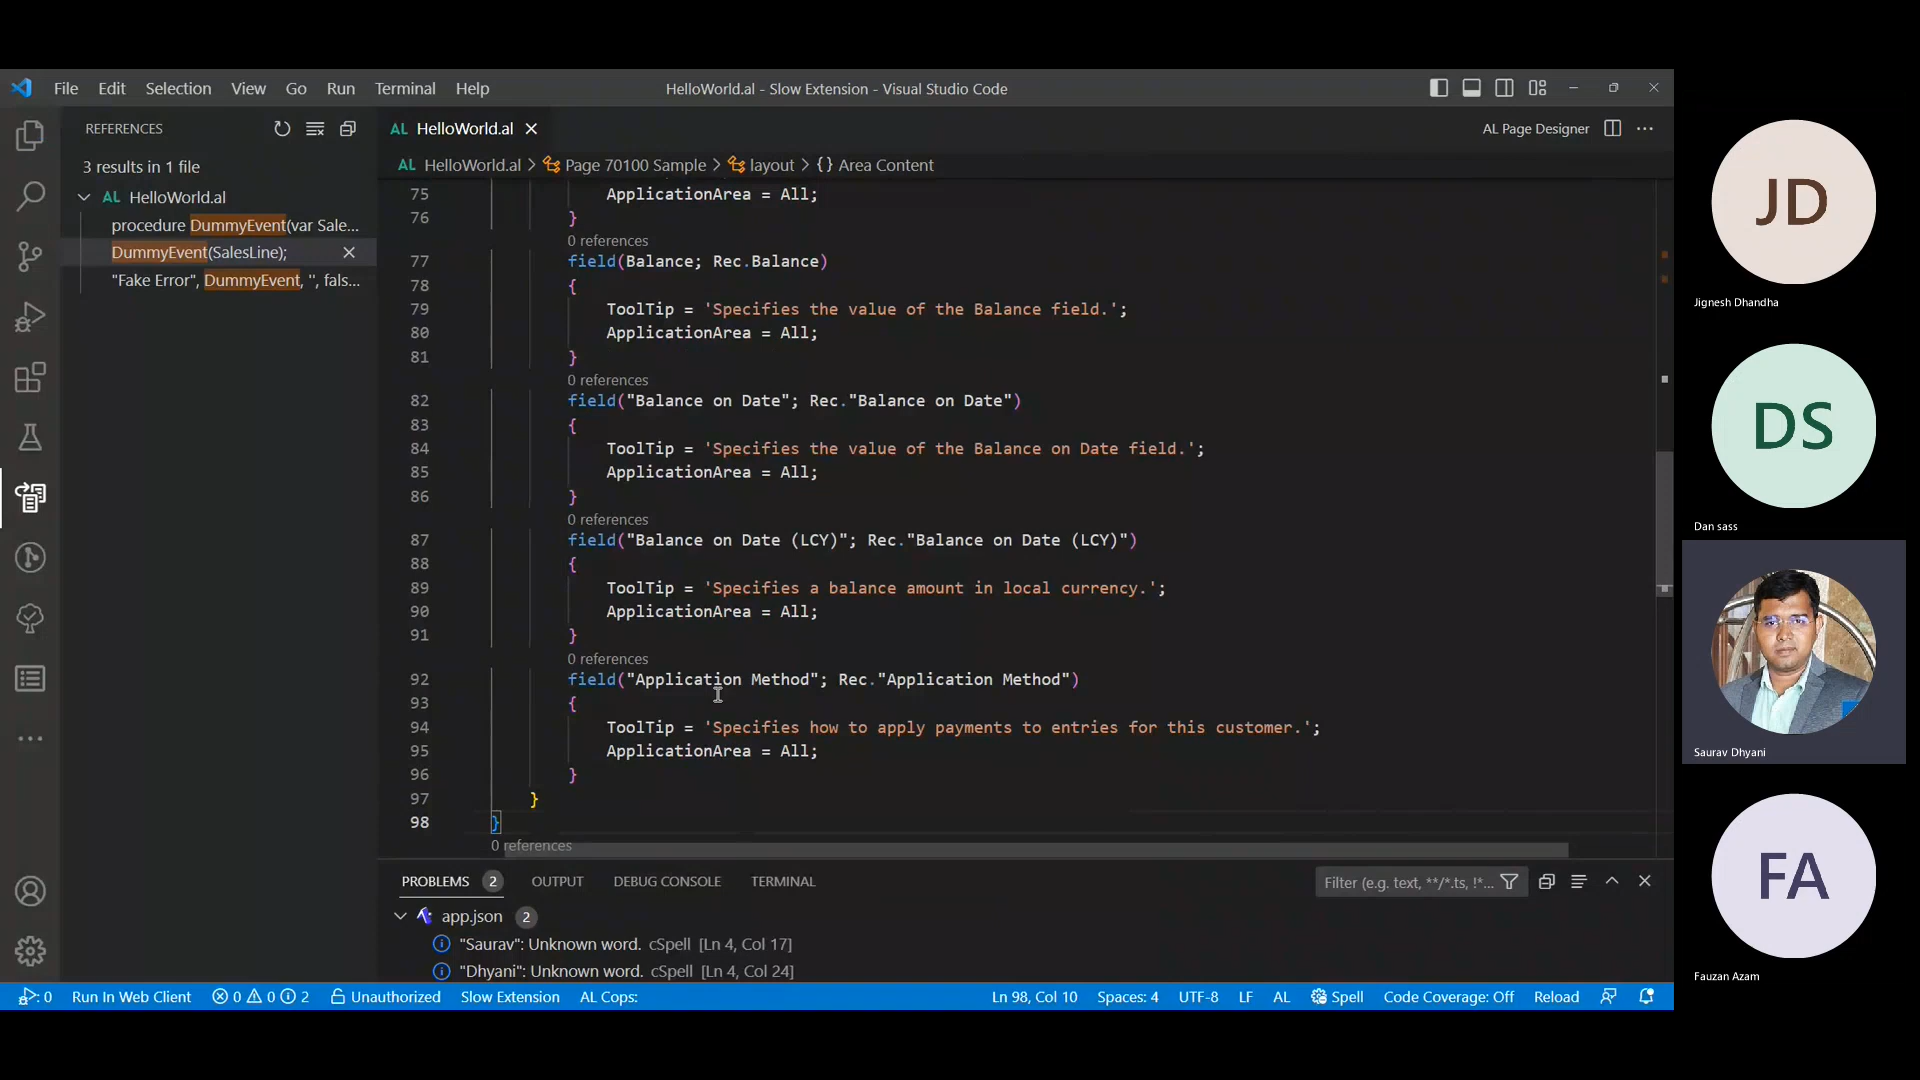 File Edit Selection View Go Run Terminal Help
HelloWorld.al - Slow Extension - Visual Studio Code
REFERENCES
3 results in 1 file
AL HelloWorld.al
procedure DummyEvent(var Sale...
DummyEvent(SalesLine);
"Fake Error", DummyEvent, '', fals...
AL HelloWorld.al
AL Page Designer
AL HelloWorld.al > Page 70100 Sample > layout > {} Area Content
75 ApplicationArea = All;
76 }
0 references
77 field(Balance; Rec.Balance)
78 {
79 ToolTip = 'Specifies the value of the Balance field.';
80 ApplicationArea = All;
81 }
0 references
82 field("Balance on Date"; Rec."Balance on Date")
83 {
84 ToolTip = 'Specifies the value of the Balance on Date field.';
85 ApplicationArea = All;
86 }
0 references
87 field("Balance on Date (LCY)"; Rec."Balance on Date (LCY)")
88 {
89 ToolTip = 'Specifies a balance amount in local currency.';
90 ApplicationArea = All;
91 }
0 references
92 field("Application Method"; Rec."Application Method")
93 {
94 ToolTip = 'Specifies how to apply payments to entries for this customer.';
95 ApplicationArea = All;
96 }
97 }
98 }
0 references
PROBLEMS 2 OUTPUT DEBUG CONSOLE TERMINAL
Filter (e.g. text, **/*.ts, !*...
app.json 2
"Saurav": Unknown word. cSpell [Ln 4, Col 17]
"Dhyani": Unknown word. cSpell [Ln 4, Col 24]
: 0 Run In Web Client 0 0 2 Unauthorized Slow Extension AL Cops:
Ln 98, Col 10 Spaces: 4 UTF-8 LF AL Spell Code Coverage: Off Reload
JD
Jignesh Dhandha
DS
Dan sass
Saurav Dhyani
FA
Fauzan Azam